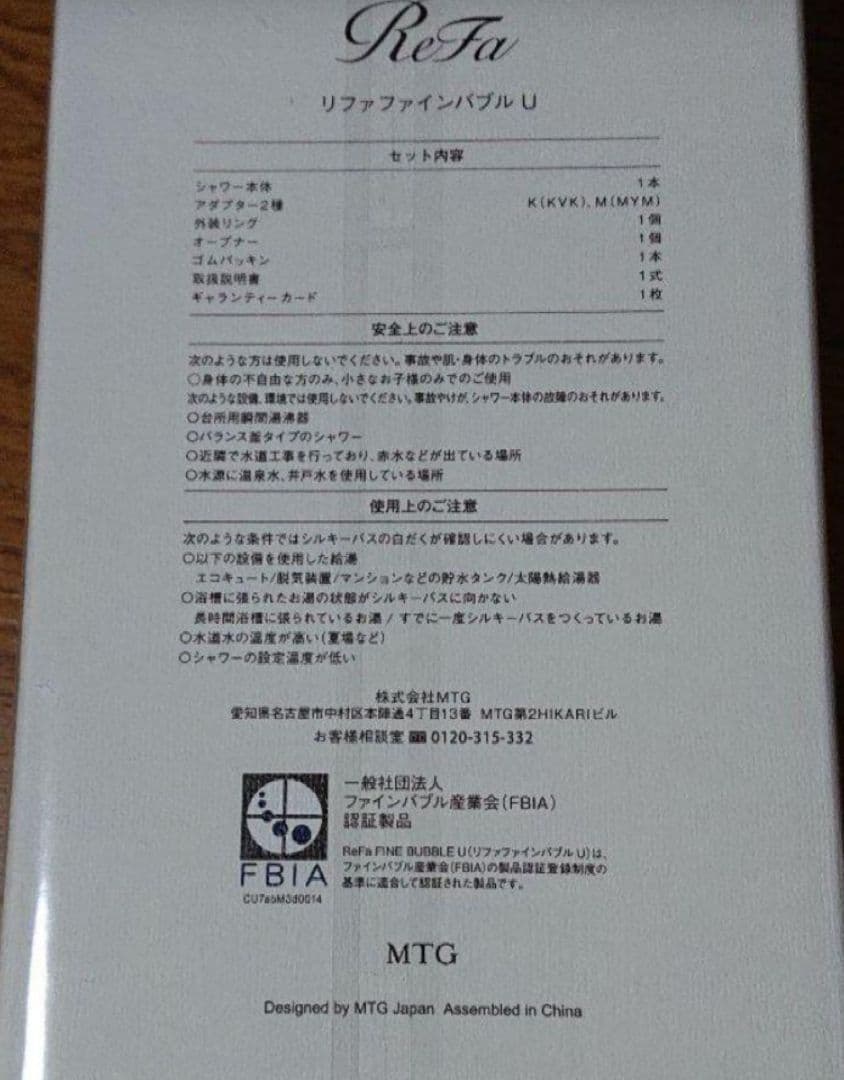 ReFa
リファファインバブル U
セット内容
シャワー本体 1本
アダプター2種 K(KVK)、M(MYM)
外装リング 1個
オープナー 1個
ゴムパッキン 1本
取扱説明書 1式
ギャランティーカード 1枚
安全上のご注意
次のような方は使用しないでください。事故や肌・身体のトラブルのおそれがあります。
○身体の不自由な方のみ、小さなお子様のみでのご使用
次のような設備、環境では使用しないでください。事故やけが、シャワー本体の故障のおそれがあります。
○台所用瞬間湯沸器
○バランス釜タイプのシャワー
○近隣で水道工事を行っており、赤水などが出ている場所
○水源に温泉水、井戸水を使用している場所
使用上のご注意
次のような条件ではシルキーバスの白だくが確認しにくい場合があります。
○以下の設備を使用した給湯
エコキュート/脱気装置/マンションなどの貯水タンク/太陽熱給湯器
○浴槽に張られたお湯の状態がシルキーバスに向かない
長時間浴槽に張られているお湯 / すでに一度シルキーバスをつくっているお湯
○水道水の温度が高い(夏場など)
○シャワーの設定温度が低い
株式会社MTG
愛知県名古屋市中村区本陣通4丁目13番 MTG第2HIKARIビル
お客様相談室 0120-315-332
一般社団法人
ファインバブル産業会(FBIA)
認証製品
ReFa FINE BUBBLE U(リファファインバブル U)は、
ファインバブル産業会(FBIA)の製品認証登録制度の
基準に適合して認証された製品です。
FBIA
MTG
Designed by MTG Japan Assembled in China